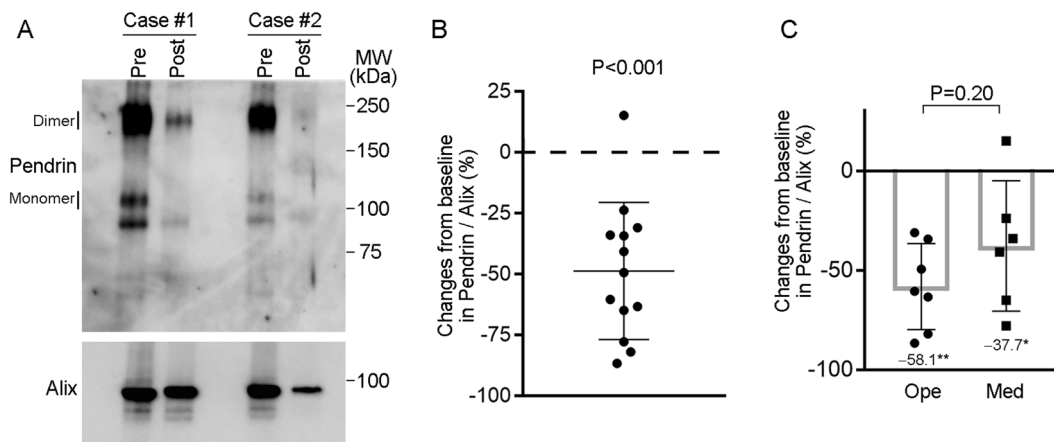 A
Case #1
Case #2
Pre
Post
Pre
Post
MW
(kDa)
Dimer
Pendrin
Monomer
250
150
100
75
Alix
100
B
P<0.001
Changes from baseline
in Pendrin / Alix (%)
25
0
-25
-50
-75
-100
C
P=0.20
Changes from baseline
in Pendrin / Alix (%)
0
-50
-100
−58.1**
−37.7*
Ope
Med